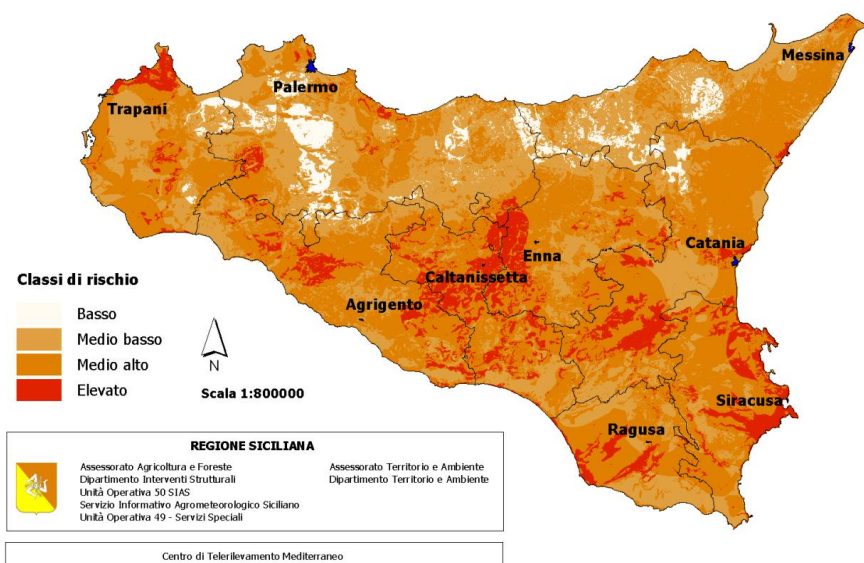 Messina
Palermo
Trapani
Catania
Enna
Caltanissetta
Agrigento
Siracusa
Ragusa
Classi di rischio
Basso
Medio basso
Medio alto
Elevato
N
Scala 1:800000
REGIONE SICILIANA
Assessorato Agricoltura e Foreste
Dipartimento Interventi Strutturali
Unità Operativa 50 SIAS
Servizio Informativo Agrometeorologico Siciliano
Unità Operativa 49 - Servizi Speciali
Assessorato Territorio e Ambiente
Dipartimento Territorio e Ambiente
Centro di Telerilevamento Mediterraneo